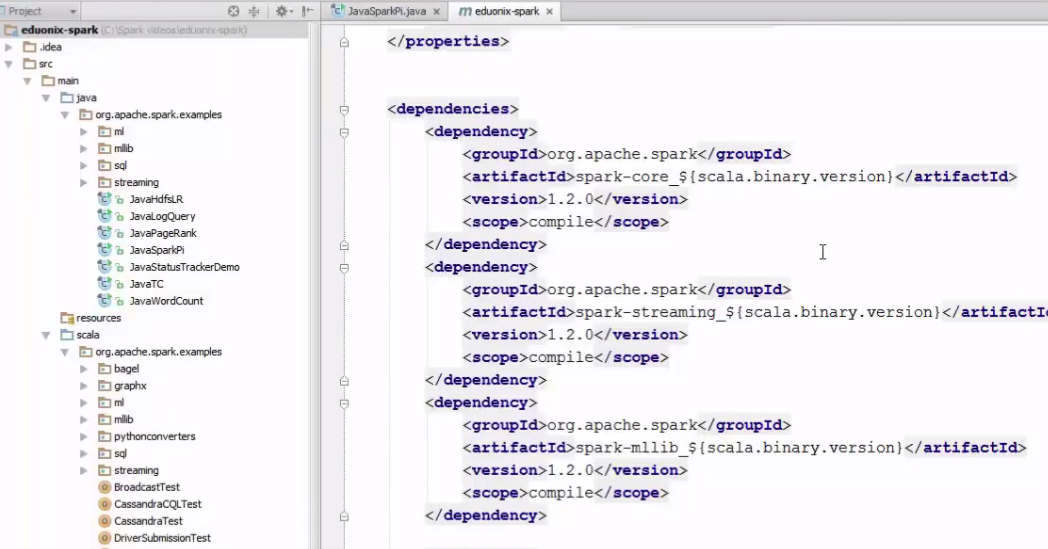 Project
JavaSparkPi.java
eduonix-spark
eduonix-spark (C:\Spark videos\eduonix-spark)
.idea
src
main
java
org.apache.spark.examples
ml
mllib
sql
streaming
JavaHdfsLR
JavaLogQuery
JavaPageRank
JavaSparkPi
JavaStatusTrackerDemo
JavaTC
JavaWordCount
resources
scala
org.apache.spark.examples
bagel
graphx
ml
mllib
pythonconverters
sql
streaming
BroadcastTest
CassandraCQLTest
CassandraTest
DriverSubmissionTest
</properties>
<dependencies>
<dependency>
<groupId>org.apache.spark</groupId>
<artifactId>spark-core_${scala.binary.version}</artifactId>
<version>1.2.0</version>
<scope>compile</scope>
</dependency>
<dependency>
<groupId>org.apache.spark</groupId>
<artifactId>spark-streaming_${scala.binary.version}</artifactId
<version>1.2.0</version>
<scope>compile</scope>
</dependency>
<dependency>
<groupId>org.apache.spark</groupId>
<artifactId>spark-mllib_${scala.binary.version}</artifactId>
<version>1.2.0</version>
<scope>compile</scope>
</dependency>